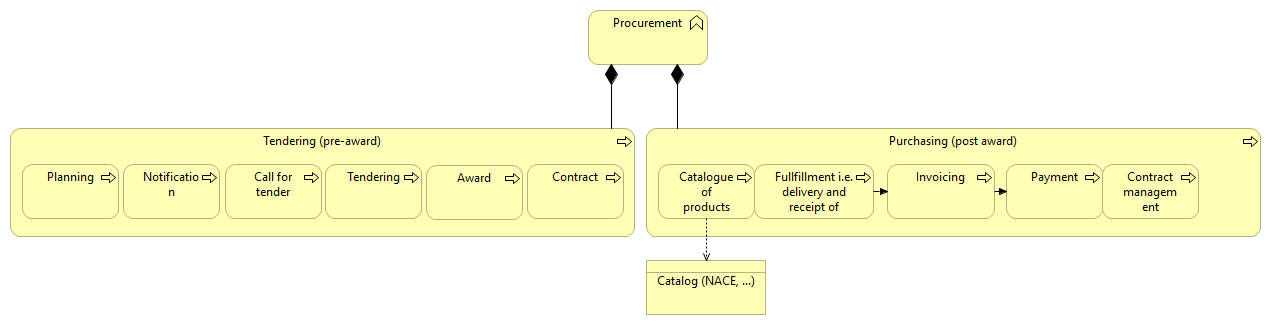 Procurement
Tendering (pre-award)
Purchasing (post award)
Planning
Notificatio
n
Call for
tender
Tendering
Award
Contract
Catalogue
of
products
Fullfillment i.e.
delivery and
receipt of
Invoicing
Payment
Contract
managem
ent
Catalog (NACE, ...)